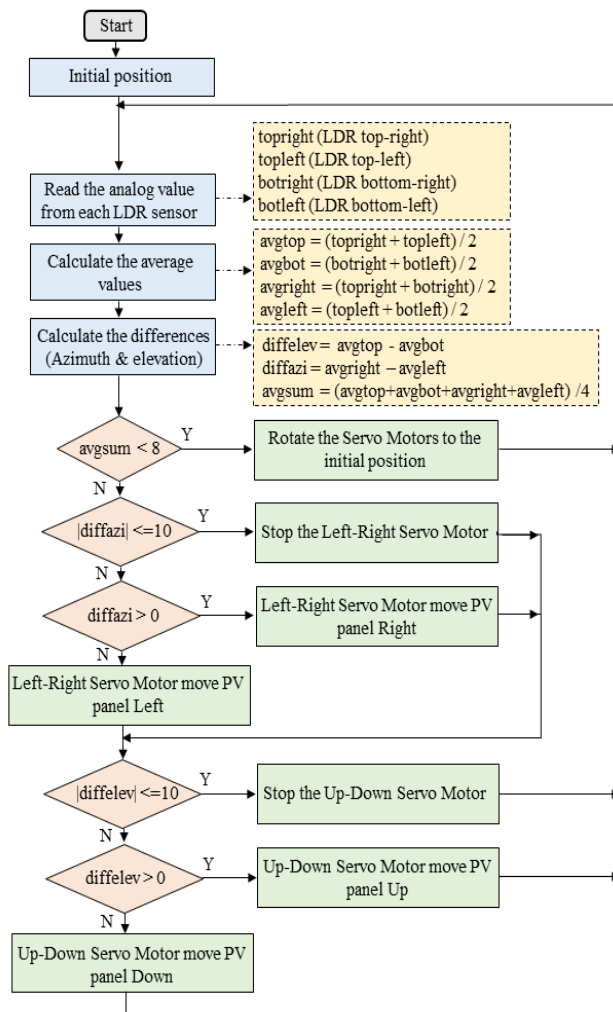 Start
Initial position
Read the analog value
from each LDR sensor
topright (LDR top-right)
topleft (LDR top-left)
botright (LDR bottom-right)
botleft (LDR bottom-left)
Calculate the average
values
avgtop = (topright + topleft) / 2
avgbot = (botright + botleft) / 2
avgright = (topright + botright) / 2
avgleft = (topleft + botleft) / 2
Calculate the differences
(Azimuth & elevation)
diffelev= avgtop - avgbot
diffazi = avgright – avgleft
avgsum = (avgtop+avgbot+avgright+avgleft) /4
avgsum < 8
Y
Rotate the Servo Motors to the
initial position
N
|diffazi| <=10
Y
Stop the Left-Right Servo Motor
N
diffazi > 0
Y
Left-Right Servo Motor move PV
panel Right
N
Left-Right Servo Motor move PV
panel Left
|diffelev| <=10
Y
Stop the Up-Down Servo Motor
N
diffelev > 0
Y
Up-Down Servo Motor move PV
panel Up
N
Up-Down Servo Motor move PV
panel Down